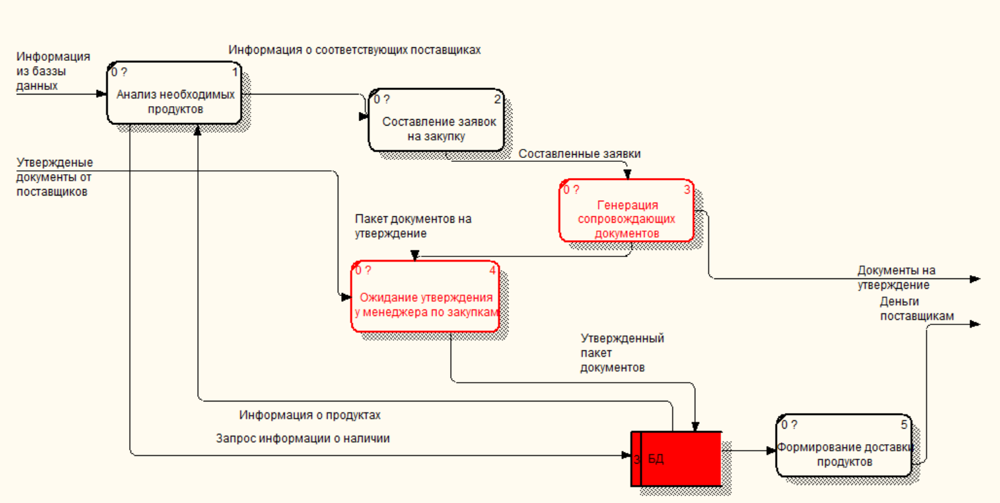 Информация о соответствующих поставщиках
Информация
из баззы
данных
0 ? 1
Анализ необходимых
продуктов
0 ? 2
Составление заявок
на закупку
Составленные заявки
Утвержденые
документы от
поставщиков
0 ? 3
Генерация
сопровождающих
документов
Пакет документов на
утверждение
0 ? 4
Ожидание утверждения
у менеджера по закупкам
Документы на
утверждение
Деньги
поставщикам
Утвержденный
пакет
документов
Информация о продуктах
Запрос информации о наличии
3 БД
0 ? 5
Формирование доставки
продуктов